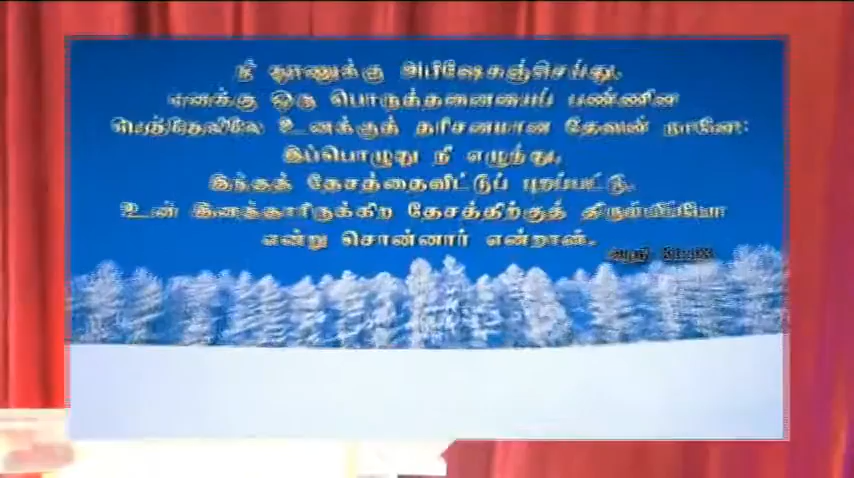 நீ தூணுக்கு அபிஷேகஞ்செய்து,
எனக்கு ஒரு பொருத்தனையைப் பண்ணின
பெத்தேலிலே உனக்குத் தரிசனமான தேவன் நானே;
இப்பொழுது நீ எழுந்து,
இந்தத் தேசத்தைவிட்டுப் புறப்பட்டு,
உன் இனத்தாரிருக்கிற தேசத்திற்குத் திரும்பிப்போ
என்று சொன்னார் என்றான்.
ஆதி